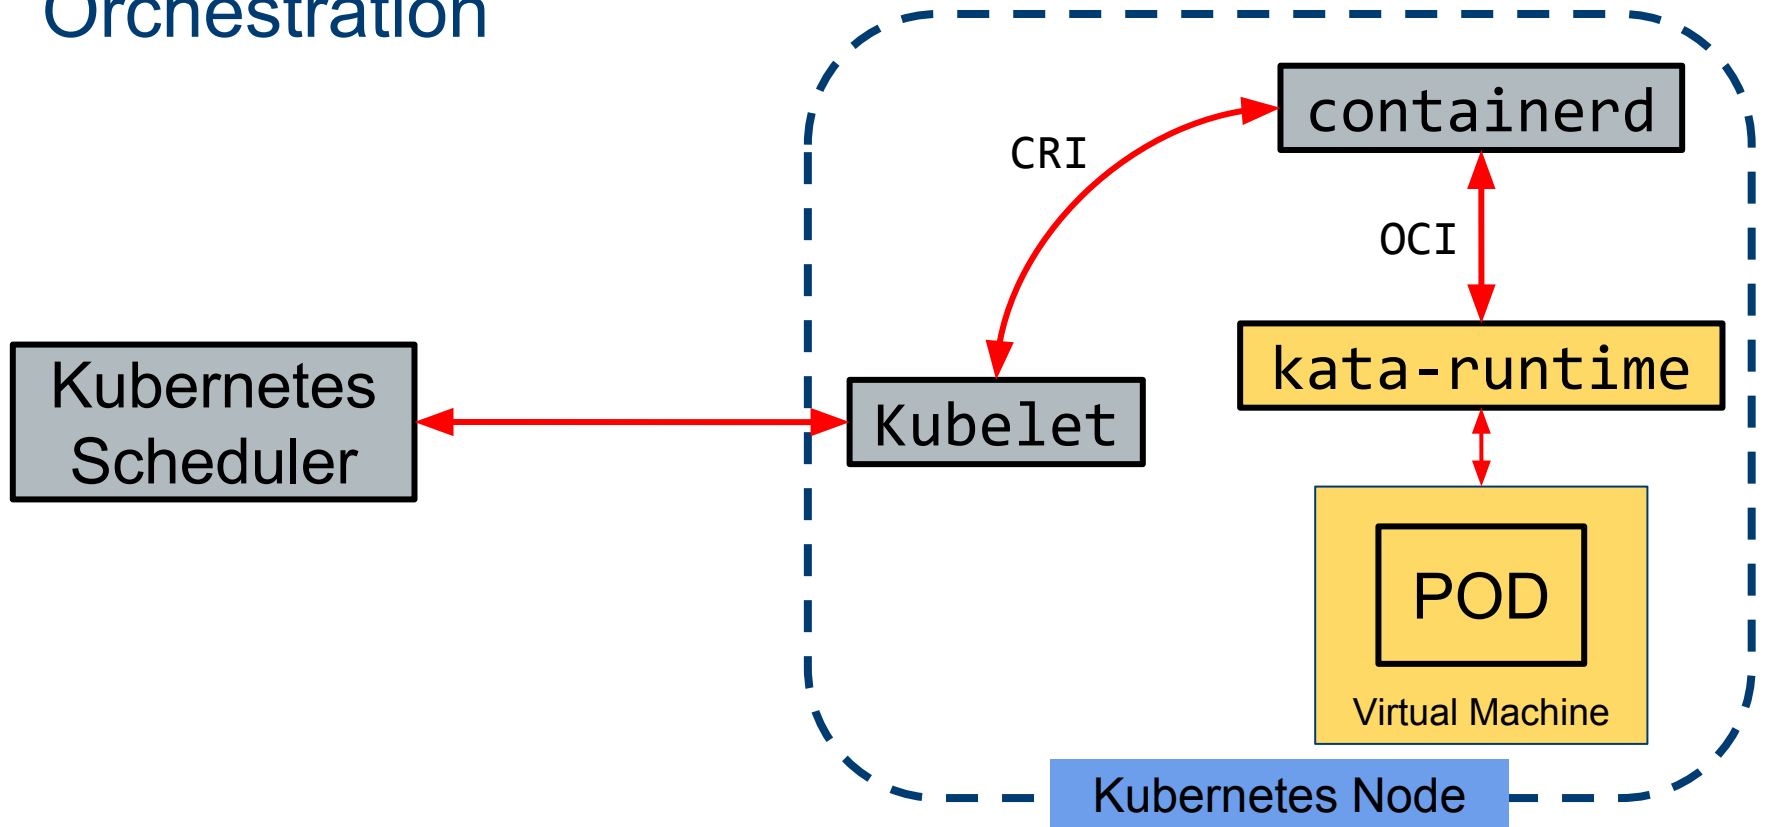 Orchestration
containerd
CRI
OCI
kata-runtime
Kubernetes
Scheduler
Kubelet
POD
Virtual Machine
Kubernetes Node